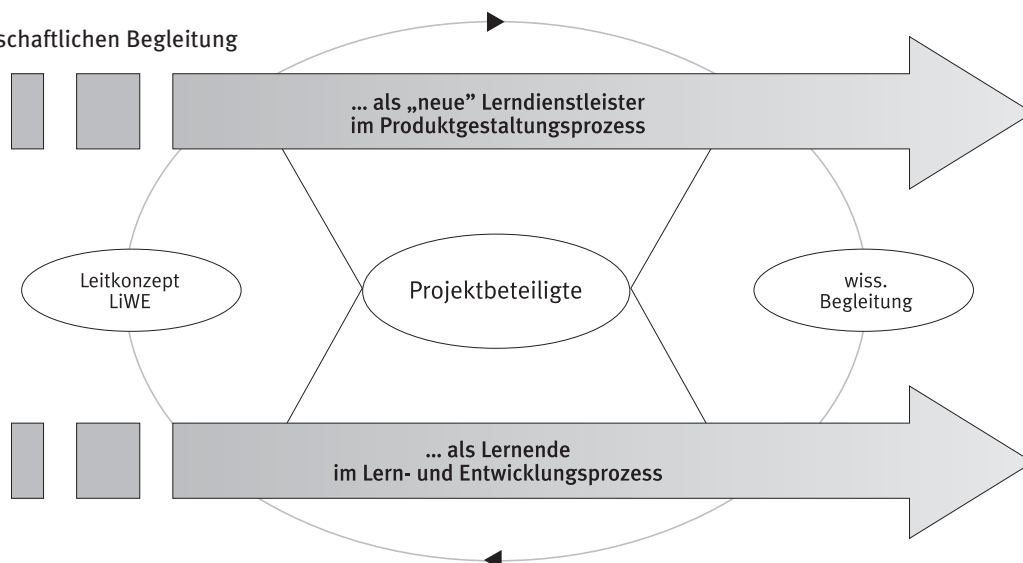 schaftlichen Begleitung
... als „neue” Lerndienstleister
im Produktgestaltungsprozess
Leitkonzept
LiWE
Projektbeteiligte
wiss.
Begleitung
... als Lernende
im Lern- und Entwicklungsprozess